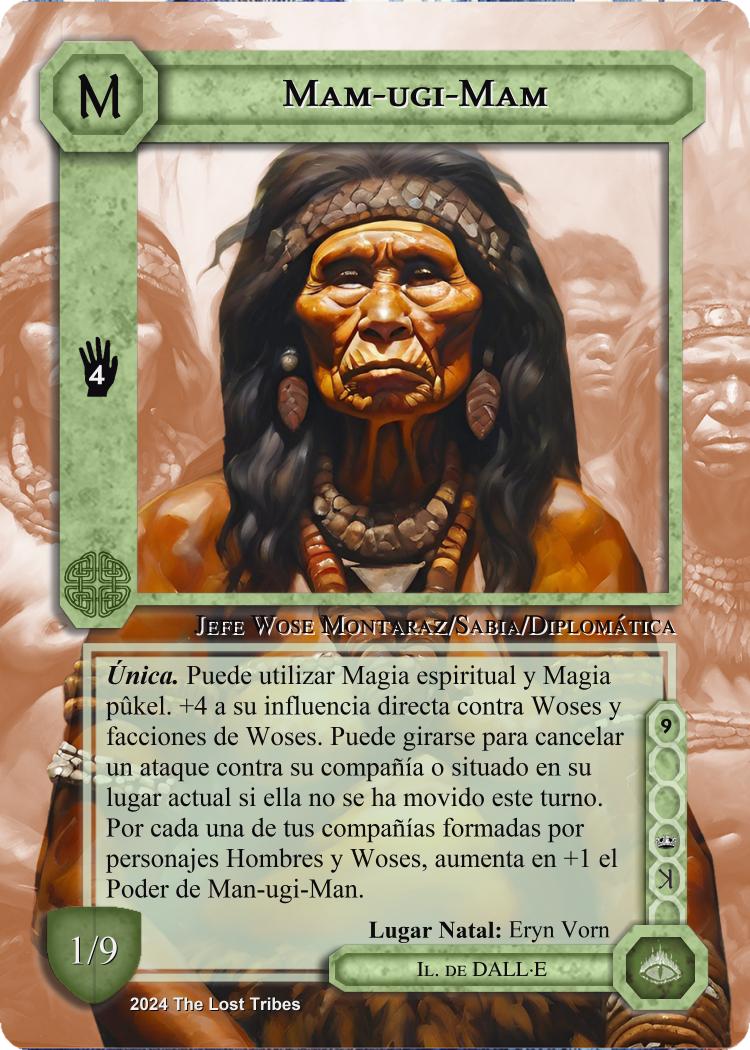 M
Mam-ugi-Mam
4
Jefe Wose Montaraz/Sabia/Diplomática
Única. Puede utilizar Magia espiritual y Magia
pûkel. +4 a su influencia directa contra Woses y
facciones de Woses. Puede girarse para cancelar
un ataque contra su compañía o situado en su
lugar actual si ella no se ha movido este turno.
Por cada una de tus compañías formadas por
personajes Hombres y Woses, aumenta en +1 el
Poder de Man-ugi-Man.
9
Lugar Natal: Eryn Vorn
1/9
Il. de DALL·E
2024 The Lost Tribes